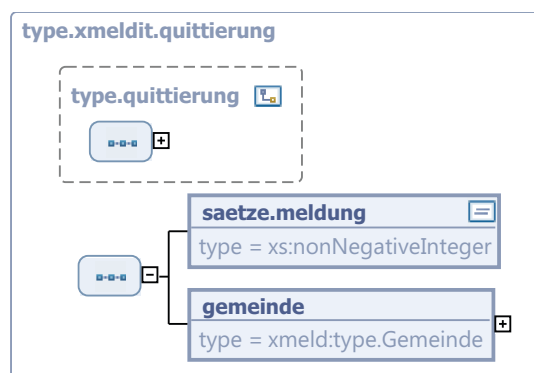 type.xmeldit.quittierung
type.quittierung
saetze.meldung
type = xs:nonNegativeInteger
gemeinde
type = xmeld:type.Gemeinde